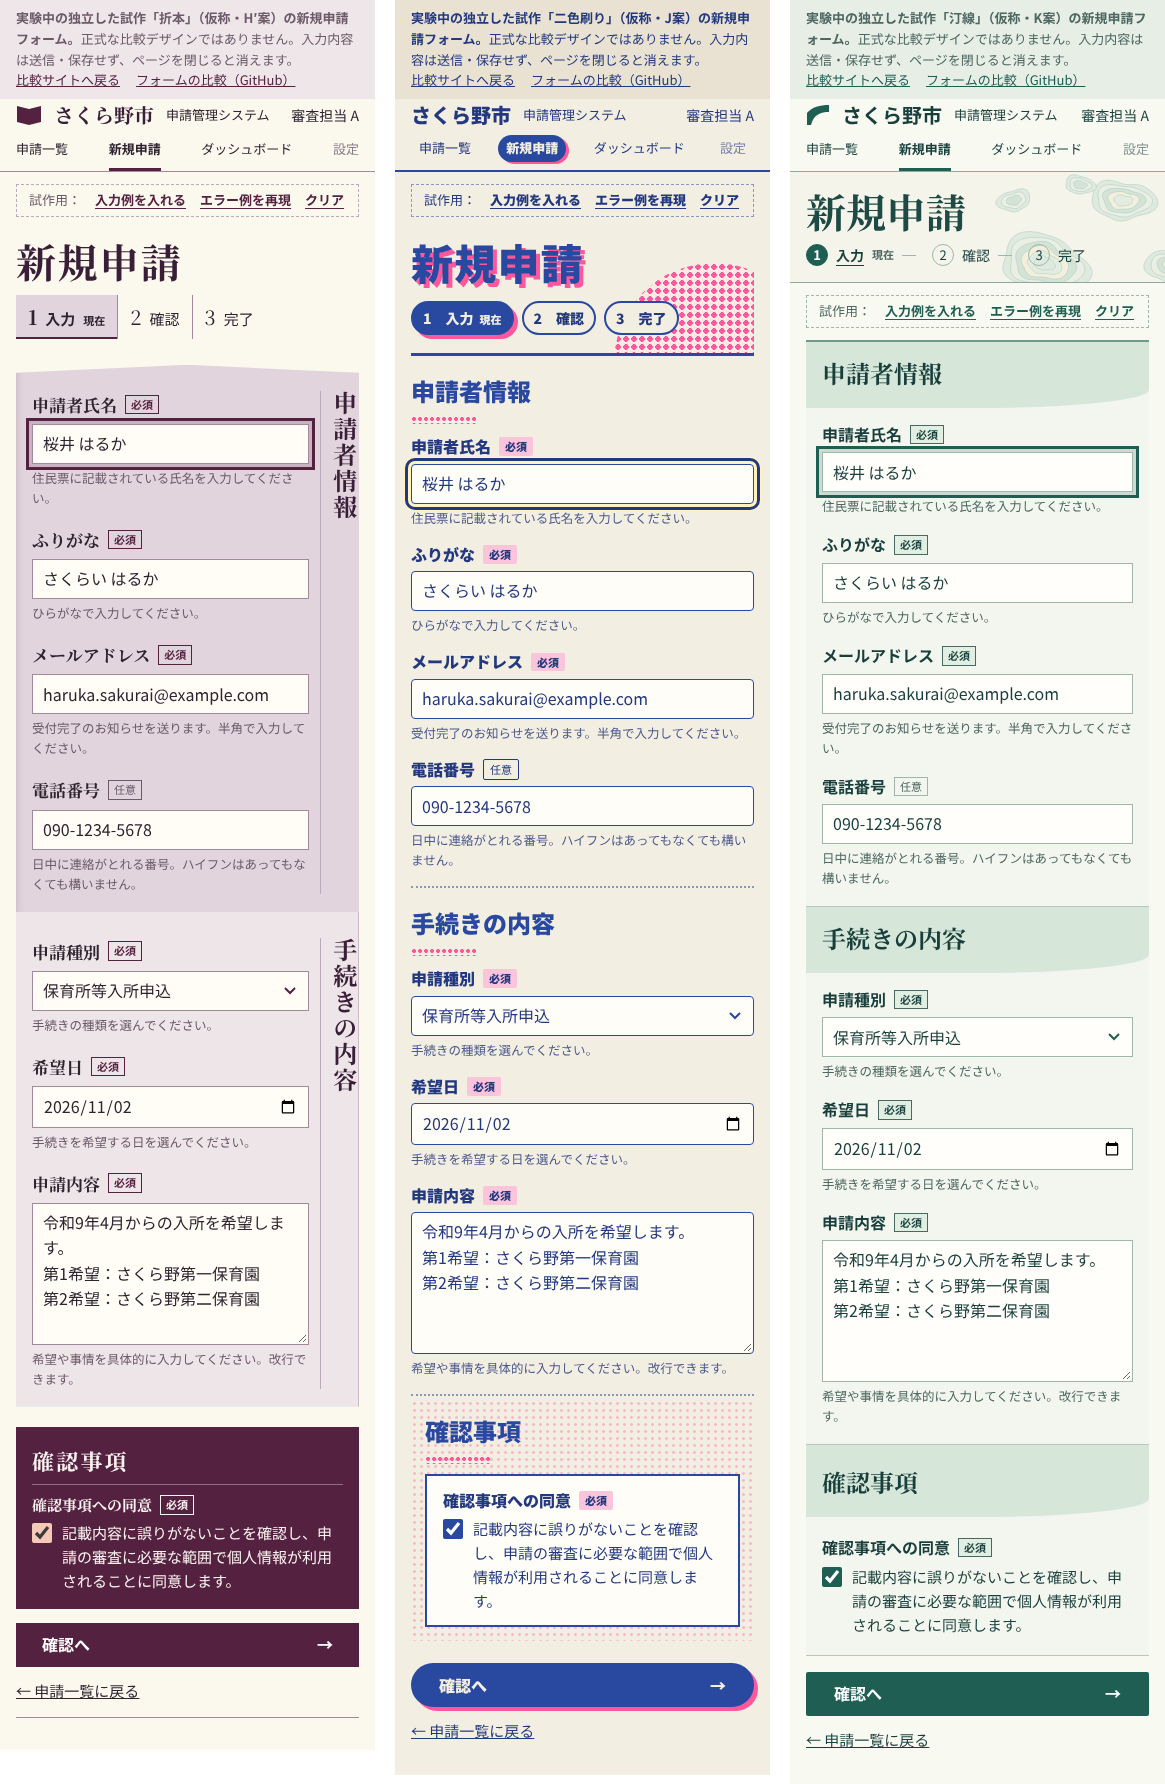 実験中の独立した試作「折本」（仮称・H′案）の新規申請
フォーム。正式な比較デザインではありません。入力内容
は送信・保存せず、ページを閉じると消えます。
比較サイトへ戻る フォームの比較（GitHub）
さくら野市 申請管理システム 審査担当 A
申請一覧 新規申請 ダッシュボード 設定
試作用： 入力例を入れる エラー例を再現 クリア
新規申請
1 入力 現在 2 確認 3 完了
申請者情報
申請者氏名 必須
桜井 はるか
住民票に記載されている氏名を入力してくださ
い。
ふりがな 必須
さくらい はるか
ひらがなで入力してください。
メールアドレス 必須
haruka.sakurai@example.com
受付完了のお知らせを送ります。半角で入力して
ください。
電話番号 任意
090-1234-5678
日中に連絡がとれる番号。ハイフンはあってもな
くても構いません。
手続きの内容
申請種別 必須
保育所等入所申込
手続きの種類を選んでください。
希望日 必須
2026/11/02
手続きを希望する日を選んでください。
申請内容 必須
令和9年4月からの入所を希望しま
す。
第1希望：さくら野第一保育園
第2希望：さくら野第二保育園
希望や事情を具体的に入力してください。改行で
きます。
確認事項
確認事項への同意 必須
記載内容に誤りがないことを確認し、申
請の審査に必要な範囲で個人情報が利用
されることに同意します。
確認へ →
← 申請一覧に戻る
実験中の独立した試作「二色刷り」（仮称・J案）の新規申
請フォーム。正式な比較デザインではありません。入力内
容は送信・保存せず、ページを閉じると消えます。
比較サイトへ戻る フォームの比較（GitHub）
さくら野市 申請管理システム 審査担当 A
申請一覧 新規申請 ダッシュボード 設定
試作用： 入力例を入れる エラー例を再現 クリア
新規申請
1 入力 現在 2 確認 3 完了
申請者情報
申請者氏名 必須
桜井 はるか
住民票に記載されている氏名を入力してください。
ふりがな 必須
さくらい はるか
ひらがなで入力してください。
メールアドレス 必須
haruka.sakurai@example.com
受付完了のお知らせを送ります。半角で入力してください。
電話番号 任意
090-1234-5678
日中に連絡がとれる番号。ハイフンはあってもなくても構い
ません。
手続きの内容
申請種別 必須
保育所等入所申込
手続きの種類を選んでください。
希望日 必須
2026/11/02
手続きを希望する日を選んでください。
申請内容 必須
令和9年4月からの入所を希望します。
第1希望：さくら野第一保育園
第2希望：さくら野第二保育園
希望や事情を具体的に入力してください。改行できます。
確認事項
確認事項への同意 必須
記載内容に誤りがないことを確認
し、申請の審査に必要な範囲で個人
情報が利用されることに同意しま
す。
確認へ →
← 申請一覧に戻る
実験中の独立した試作「汀線」（仮称・K案）の新規申請フ
ォーム。正式な比較デザインではありません。入力内容は
送信・保存せず、ページを閉じると消えます。
比較サイトへ戻る フォームの比較（GitHub）
さくら野市 申請管理システム 審査担当 A
申請一覧 新規申請 ダッシュボード 設定
新規申請
1 入力 現在 2 確認 3 完了
試作用： 入力例を入れる エラー例を再現 クリア
申請者情報
申請者氏名 必須
桜井 はるか
住民票に記載されている氏名を入力してください。
ふりがな 必須
さくらい はるか
ひらがなで入力してください。
メールアドレス 必須
haruka.sakurai@example.com
受付完了のお知らせを送ります。半角で入力してくださ
い。
電話番号 任意
090-1234-5678
日中に連絡がとれる番号。ハイフンはあってもなくても
構いません。
手続きの内容
申請種別 必須
保育所等入所申込
手続きの種類を選んでください。
希望日 必須
2026/11/02
手続きを希望する日を選んでください。
申請内容 必須
令和9年4月からの入所を希望します。
第1希望：さくら野第一保育園
第2希望：さくら野第二保育園
希望や事情を具体的に入力してください。改行できま
す。
確認事項
確認事項への同意 必須
記載内容に誤りがないことを確認し、申
請の審査に必要な範囲で個人情報が利用
されることに同意します。
確認へ →
← 申請一覧に戻る